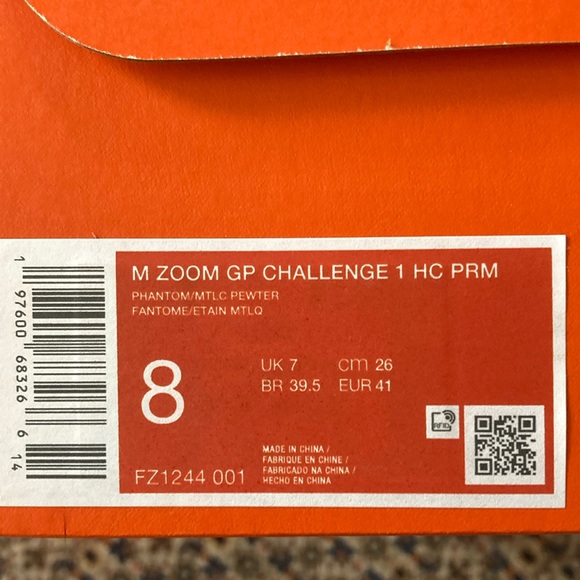 M ZOOM GP CHALLENGE 1 HC PRM
PHANTOM/MTLC PEWTER
FANTOME/ETAIN MTLQ
8
UK 7 cm 26
BR 39.5 EUR 41
RFID
MADE IN CHINA /
FABRIQUE EN CHINE /
FABRICADO NA CHINA /
HECHO EN CHINA
FZ1244 001
1 97600 68326 6 14